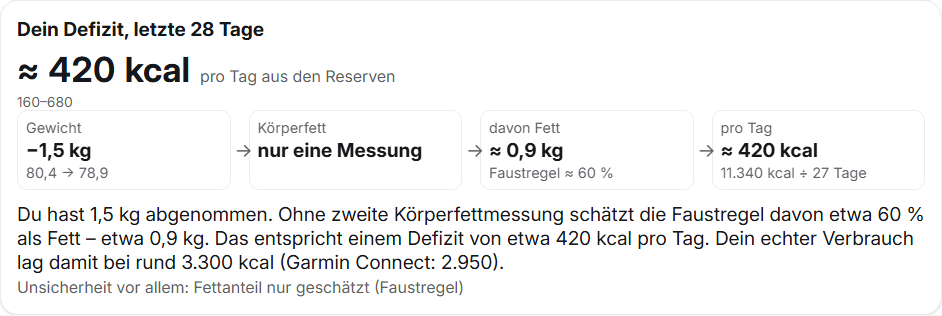 Dein Defizit, letzte 28 Tage
≈ 420 kcal pro Tag aus den Reserven
160–680
Gewicht
−1,5 kg
80,4 → 78,9
→
Körperfett
nur eine Messung
→
davon Fett
≈ 0,9 kg
Faustregel ≈ 60 %
→
pro Tag
≈ 420 kcal
11.340 kcal ÷ 27 Tage
Du hast 1,5 kg abgenommen. Ohne zweite Körperfettmessung schätzt die Faustregel davon etwa 60 %
als Fett – etwa 0,9 kg. Das entspricht einem Defizit von etwa 420 kcal pro Tag. Dein echter Verbrauch
lag damit bei rund 3.300 kcal (Garmin Connect: 2.950).
Unsicherheit vor allem: Fettanteil nur geschätzt (Faustregel)